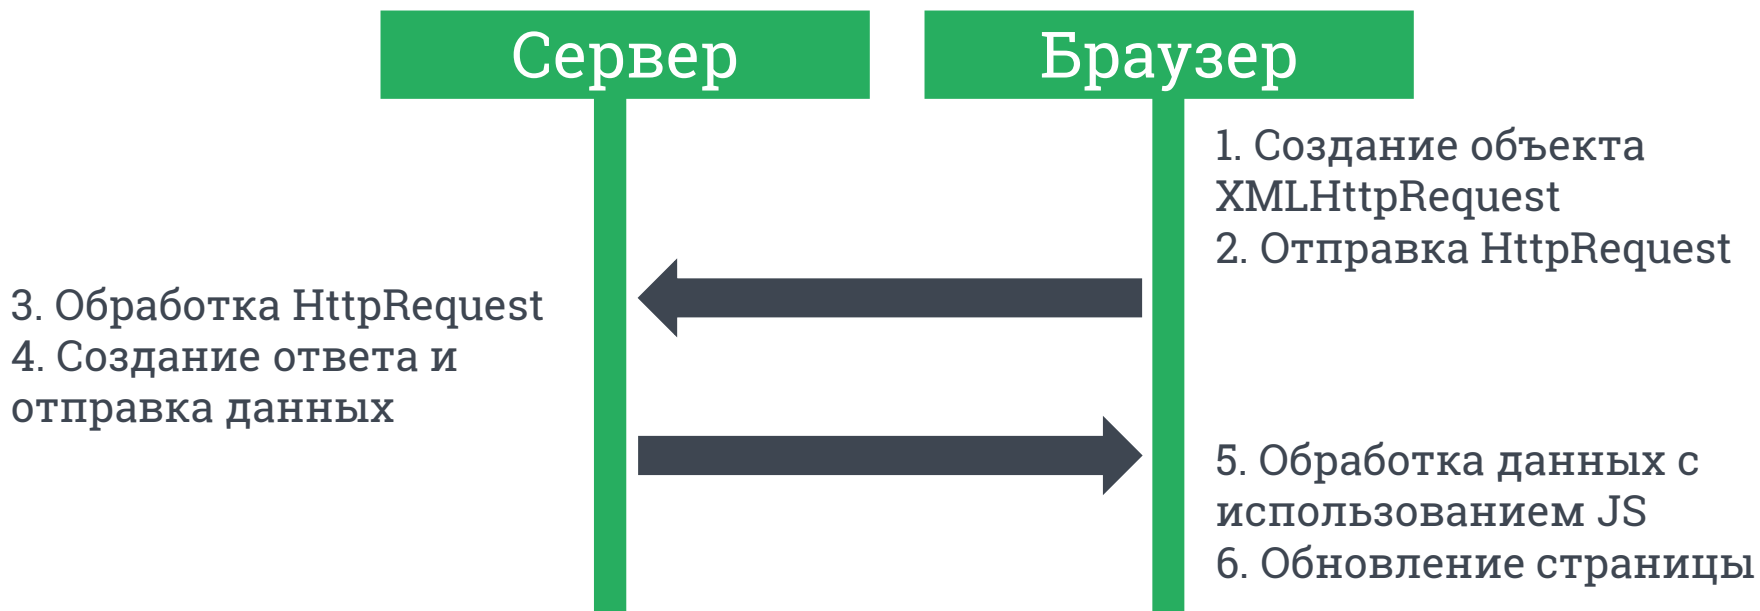 Сервер
Браузер
1. Создание объекта
XMLHttpRequest
2. Отправка HttpRequest
3. Обработка HttpRequest
4. Создание ответа и
отправка данных
5. Обработка данных с
использованием JS
6. Обновление страницы